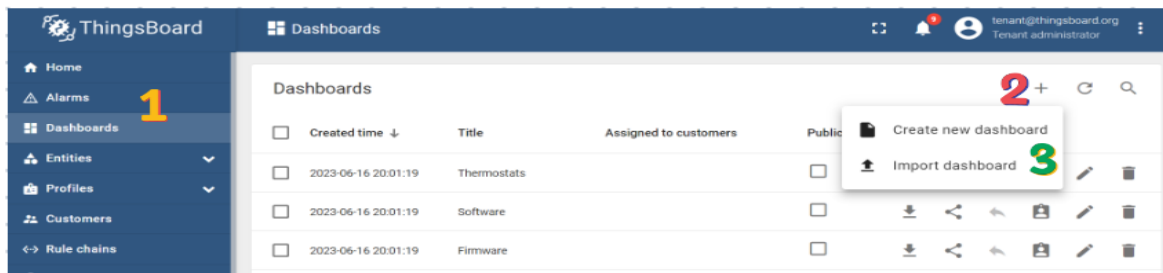 ThingsBoard
Dashboards
9
tenant@thingsboard.org
Tenant administrator
Home
Alarms
1
Dashboards
Entities
Profiles
Customers
Rule chains
Dashboards
2
Created time Title Assigned to customers Public
Create new dashboard
Import dashboard
3
2023-06-16 20:01:19 Thermostats
2023-06-16 20:01:19 Software
2023-06-16 20:01:19 Firmware